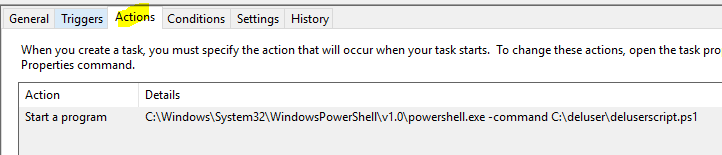 General Triggers Actions Conditions Settings History
When you create a task, you must specify the action that will occur when your task starts. To change these actions, open the task pro
Properties command.
Action Details
Start a program C:\Windows\System32\WindowsPowerShell\v1.0\powershell.exe -command C:\deluser\deluserscript.ps1